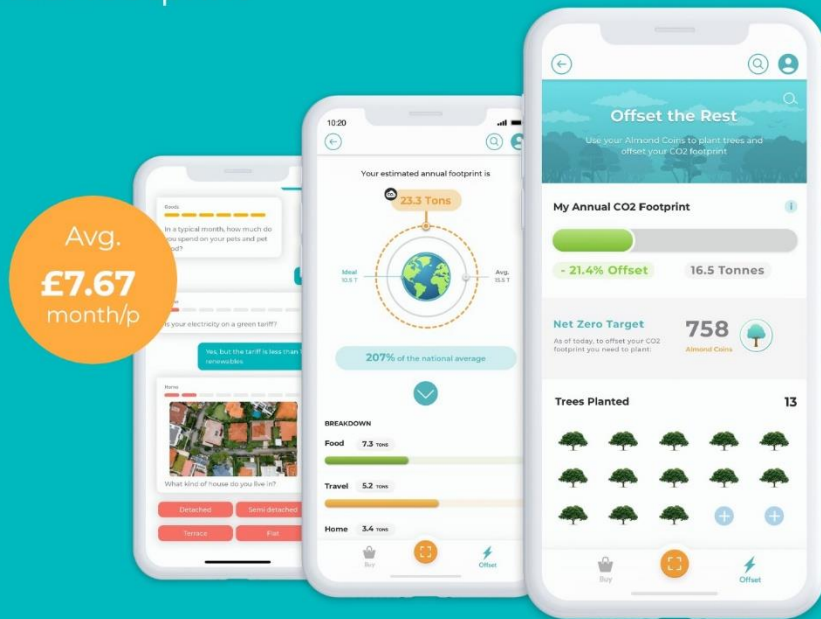 Avg.
£7.67
month/p
In a typical month, how much do
you spend on your pets and pet
food?
Is your electricity on a green tariff?
Yes, but the tariff is less than
renewables
Home
What kind of house do you live in?
Detached
Semi detached
Terrace
Flat
10:20
Your estimated annual footprint is
23.3 Tons
Avg.
207% of the national average
BREAKDOWN
Food 7.3 TONS
Travel 5.2 TONS
Home 3.4 TONS
Buy
Offset
Offset the Rest
Use your Almond Coins to plant trees and
offset your CO2 footprint
My Annual CO2 Footprint
i
- 21.4% Offset
16.5 Tonnes
Net Zero Target
As of today, to offset your CO2
footprint you need to plant:
758
Almond Coins
Trees Planted 13
Buy
Offset